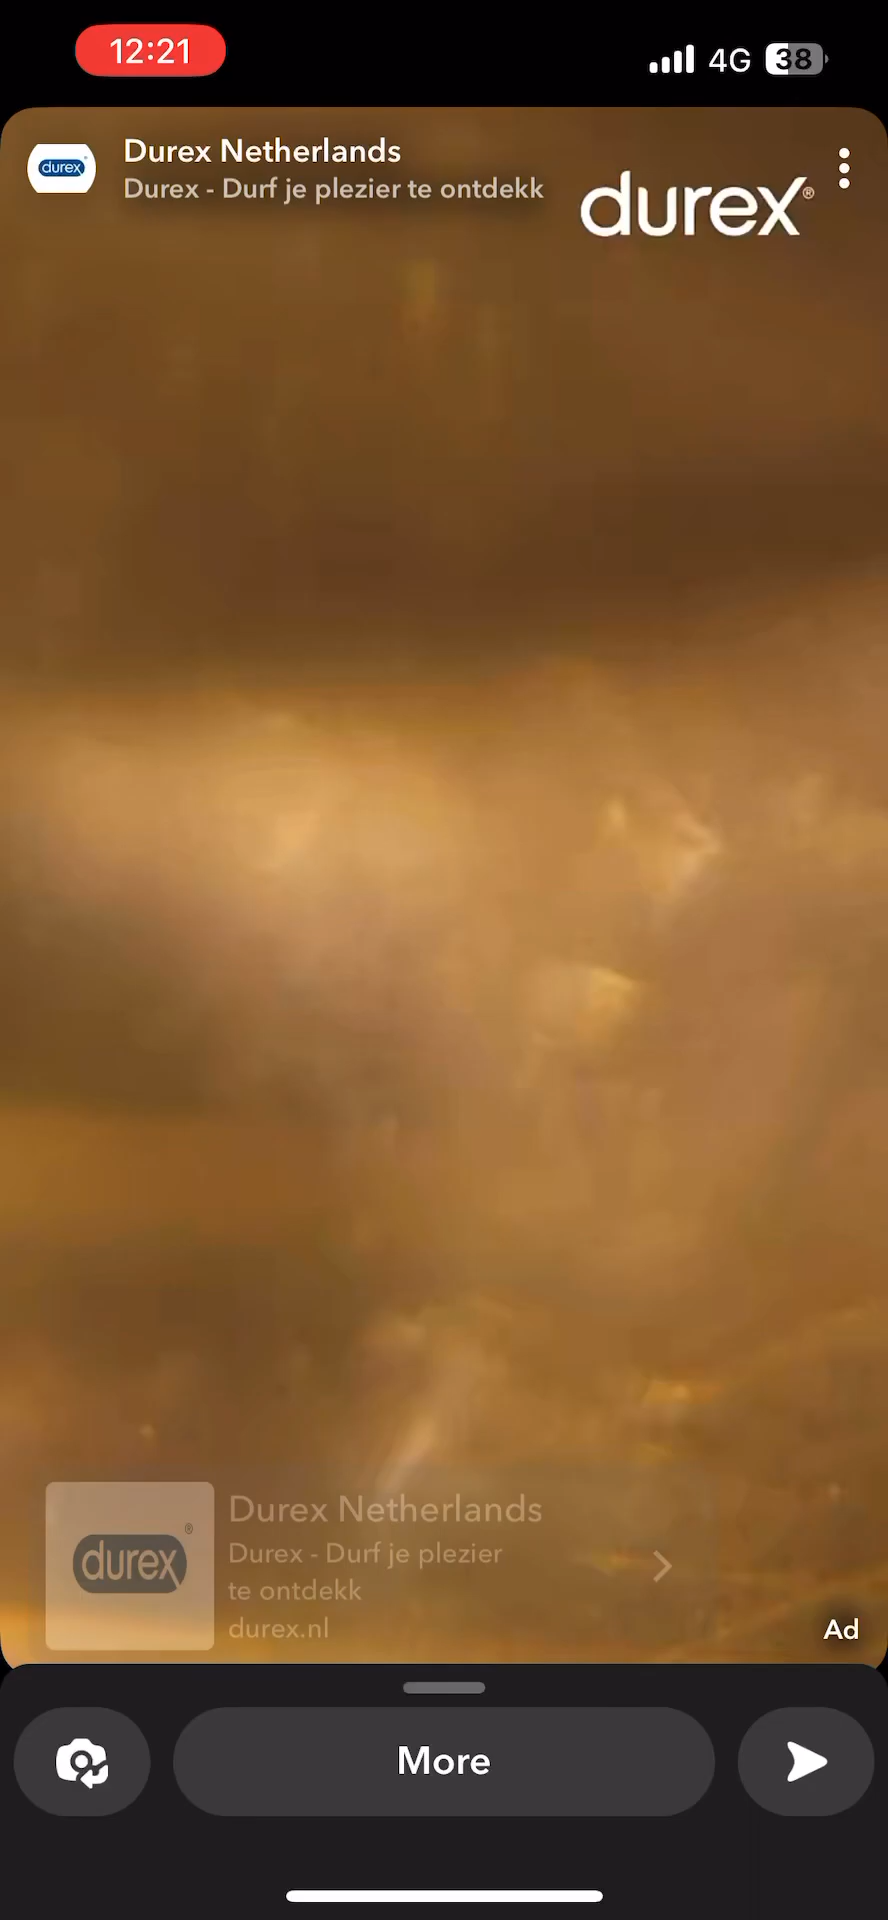 12:21
4G
38
durex
Durex Netherlands
Durex - Durf je plezier te ontdekk
durex®
durex®
Durex Netherlands
Durex - Durf je plezier
te ontdekk
durex.nl
Ad
More